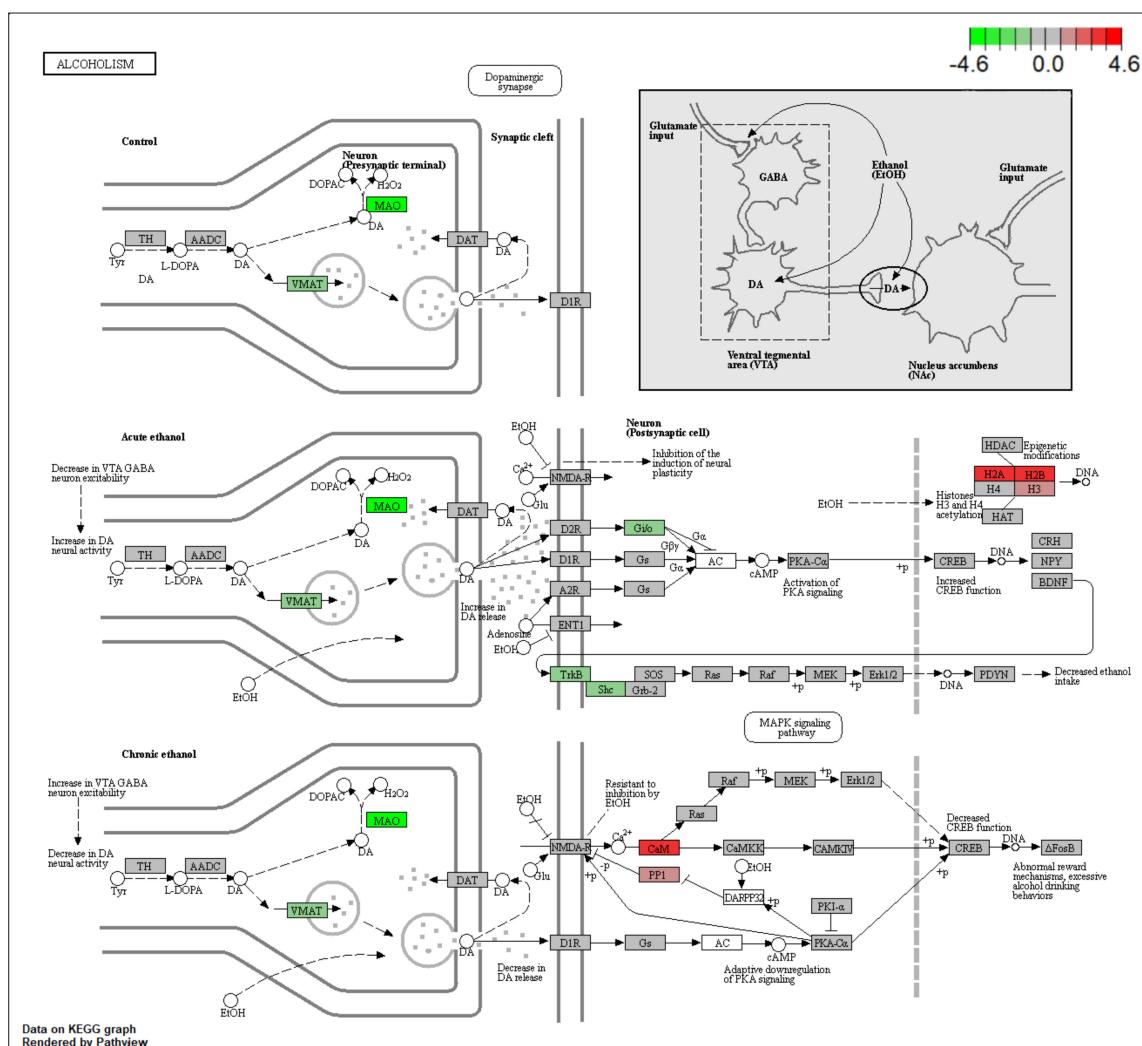 ALCOHOLISM
-4.6 0.0 4.6
Dopaminergic
synapse
Control
Synaptic cleft
Neuron
(Presynaptic terminal)
DOPAC
H2O2
MAO
DA
TH
AADC
Tyr
L-DOPA
DA
DA
VMAT
DAT
DA
D1R
Glutamate
input
GABA
Ethanol
(EtOH)
Glutamate
input
DA
DA
Ventral tegmental
area (VTA)
Nucleus accumbens
(NAc)
Acute ethanol
Decrease in VTA GABA
neuron excitability
Increase in DA
neural activity
DOPAC
H2O2
MAO
DA
TH
AADC
Tyr
L-DOPA
DA
VMAT
EtOH
DAT
DA
DA
Increase in
DA release
EtOH
Ca2+
NMDA-R
Glu
Neuron
(Postsynaptic cell)
Inhibition of the
induction of neural
plasticity
D2R
Gi/o
Gβγ
Gα
D1R
Gs
AC
Gα
A2R
Gs
cAMP
PKA-Cα
Activation of
PKA signaling
+p
Adenosine
ENT1
EtOH
EtOH
HDAC
Epigenetic
modifications
H2A
H2B
DNA
H4
H3
Histones
H3 and H4
acetylation
HAT
CREB
DNA
Increased
CREB function
CRH
NPY
BDNF
TrkB
Shc
SOS
Grb-2
Ras
Raf
+p
MEK
+p
Erk1/2
DNA
PDYN
Decreased ethanol
intake
MAPK signaling
pathway
Chronic ethanol
Increase in VTA GABA
neuron excitability
Decrease in DA
neural activity
DOPAC
H2O2
MAO
DA
TH
AADC
Tyr
L-DOPA
DA
VMAT
EtOH
DAT
DA
DA
Decrease in
DA release
EtOH
NMDA-R
Glu
Resistant to
inhibition by
EtOH
Ca2+
CaM
Ras
Raf
+p
MEK
+p
Erk1/2
CaMKK
CAMKIV
+p
-p
+p
PP1
EtOH
DARPP32
+p
PKI-α
PKA-Cα
+p
D1R
Gs
AC
cAMP
Adaptive downregulation
of PKA signaling
Decreased
CREB function
CREB
DNA
ΔFosB
Abnormal reward
mechanisms, excessive
alcohol drinking
behaviors
Data on KEGG graph
Rendered by Pathview